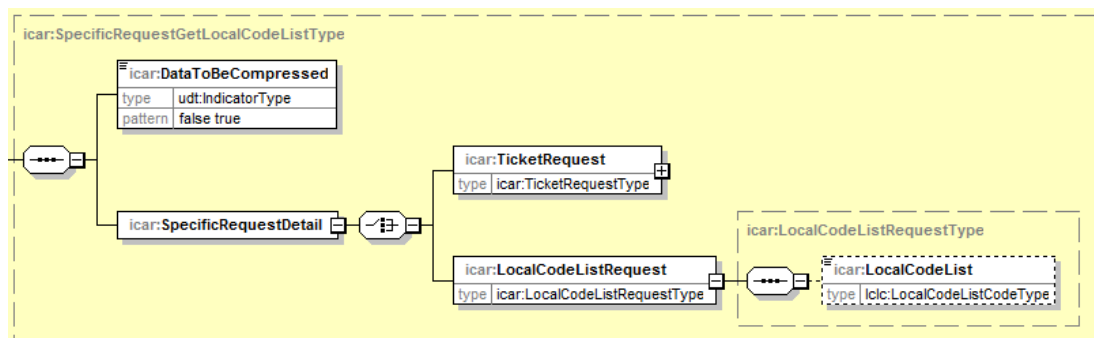 icar:SpecificRequestGetLocalCodeListType
icar:DataToBeCompressed
type udt:IndicatorType
pattern false true
icar:TicketRequest
type icar:TicketRequestType
icar:SpecificRequestDetail
icar:LocalCodeListRequestType
icar:LocalCodeListRequest
type icar:LocalCodeListRequestType
icar:LocalCodeList
type lclc:LocalCodeListCodeType